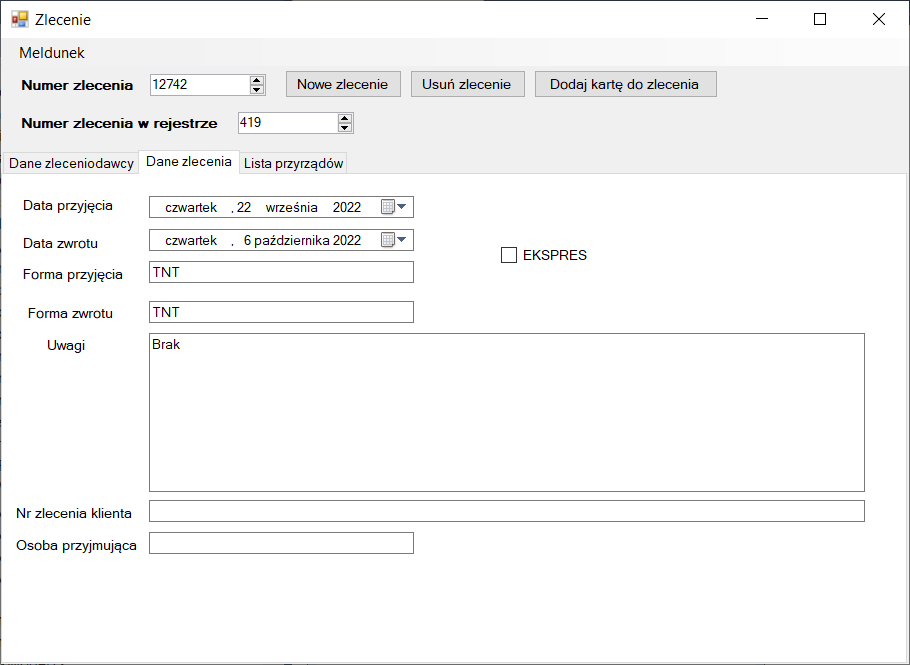 Zlecenie
Meldunek
Numer zlecenia 12742 Nowe zlecenie Usuń zlecenie Dodaj kartę do zlecenia
Numer zlecenia w rejestrze 419
Dane zleceniodawcy Dane zlecenia Lista przyrządów
Data przyjęcia czwartek , 22 września 2022
Data zwrotu czwartek , 6 października 2022
EKSPRES
Forma przyjęcia TNT
Forma zwrotu TNT
Uwagi Brak
Nr zlecenia klienta
Osoba przyjmująca